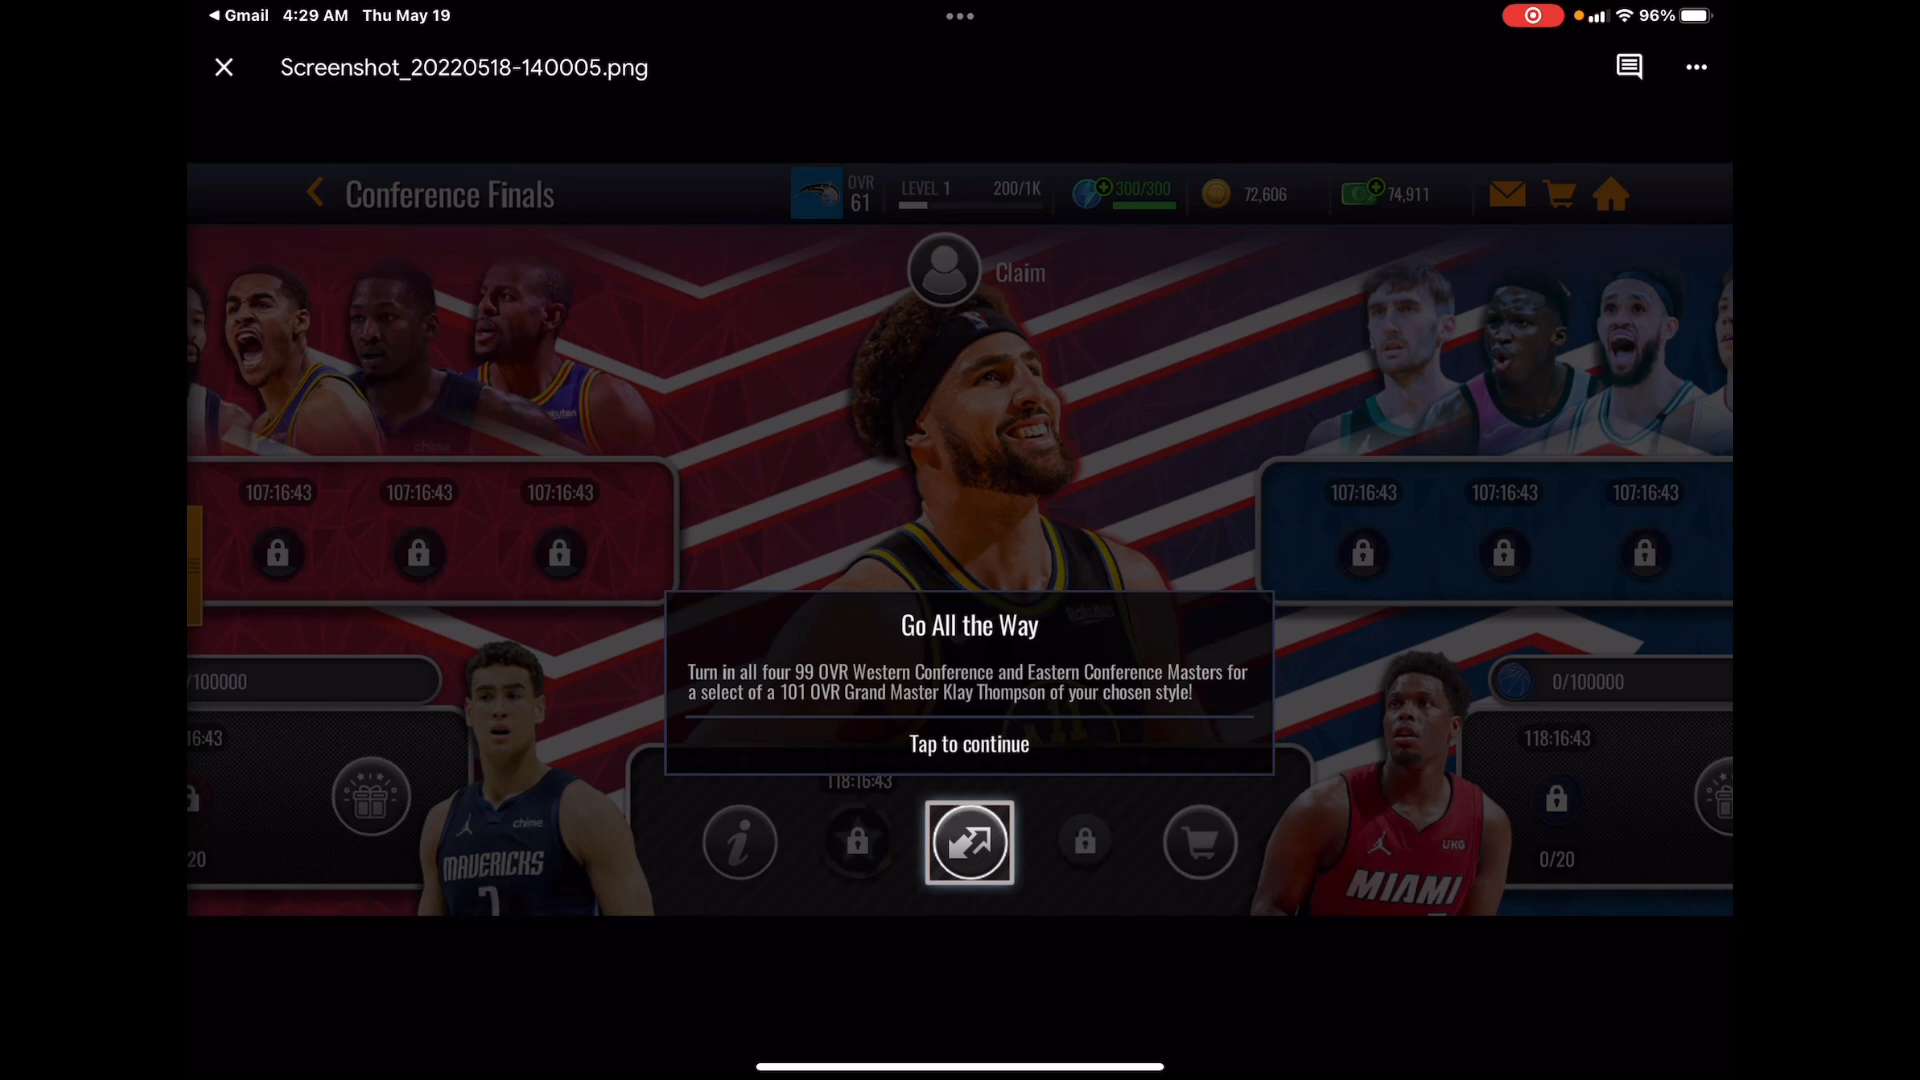 Gmail 4:29 AM Thu May 19
96%
Screenshot_20220518-140005.png
Conference Finals
OVR
61
LEVEL 1 200/1K
300/300
72,606
74,911
Claim
chime
107:16:43 107:16:43 107:16:43
107:16:43 107:16:43 107:16:43
Go All the Way
Turn in all four 99 OVR Western Conference and Eastern Conference Masters for
a select of a 101 OVR Grand Master Klay Thompson of your chosen style!
Tap to continue
/100000
0/100000
16:43
118:16:43
118:16:43
20
0/20
chime
MAVERICKS
UKG
MIAMI